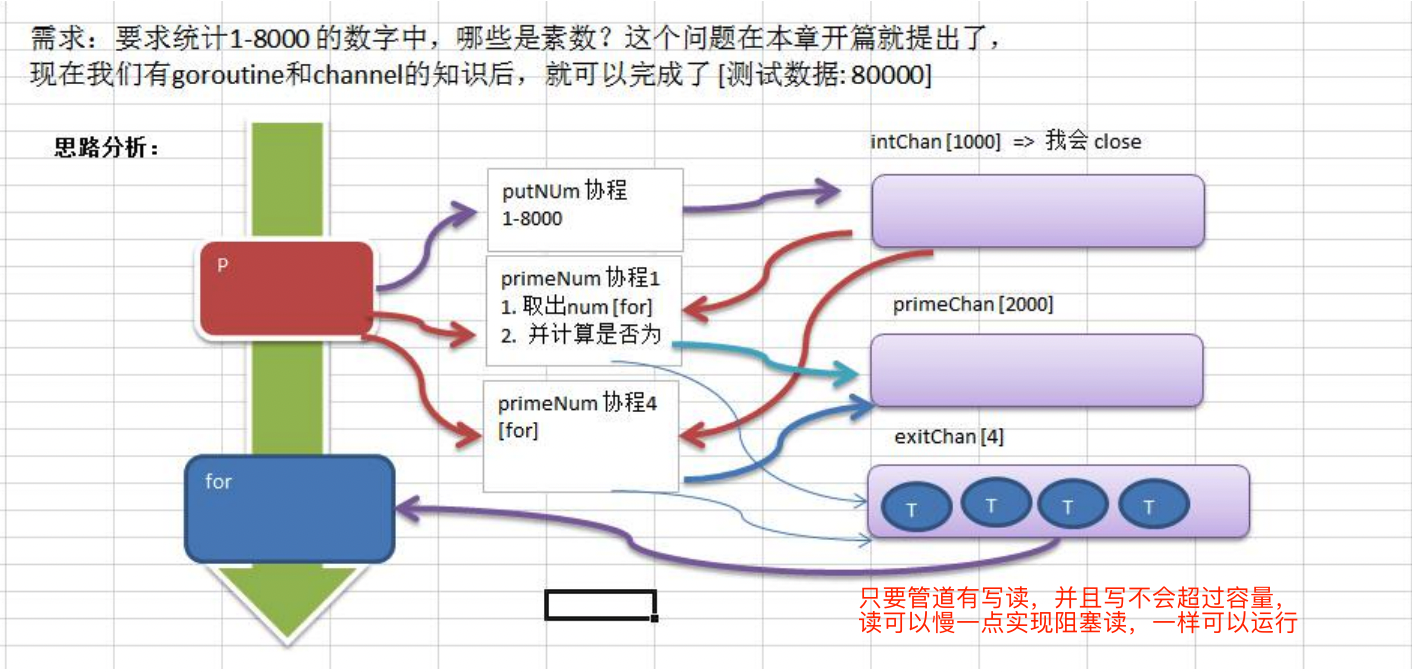 需求：要求统计1-8000 的数字中，哪些是素数？这个问题在本章开篇就提出了，
现在我们有goroutine和channel的知识后，就可以完成了 [测试数据: 80000]
思路分析：
intChan [1000] => 我会 close
putNUm 协程
1-8000
P
primeNum 协程1
1. 取出num [for]
2. 并计算是否为
primeChan [2000]
primeNum 协程4
[for]
exitChan [4]
for
T
T
T
T
只要管道有写读，并且写不会超过容量，
读可以慢一点实现阻塞读，一样可以运行